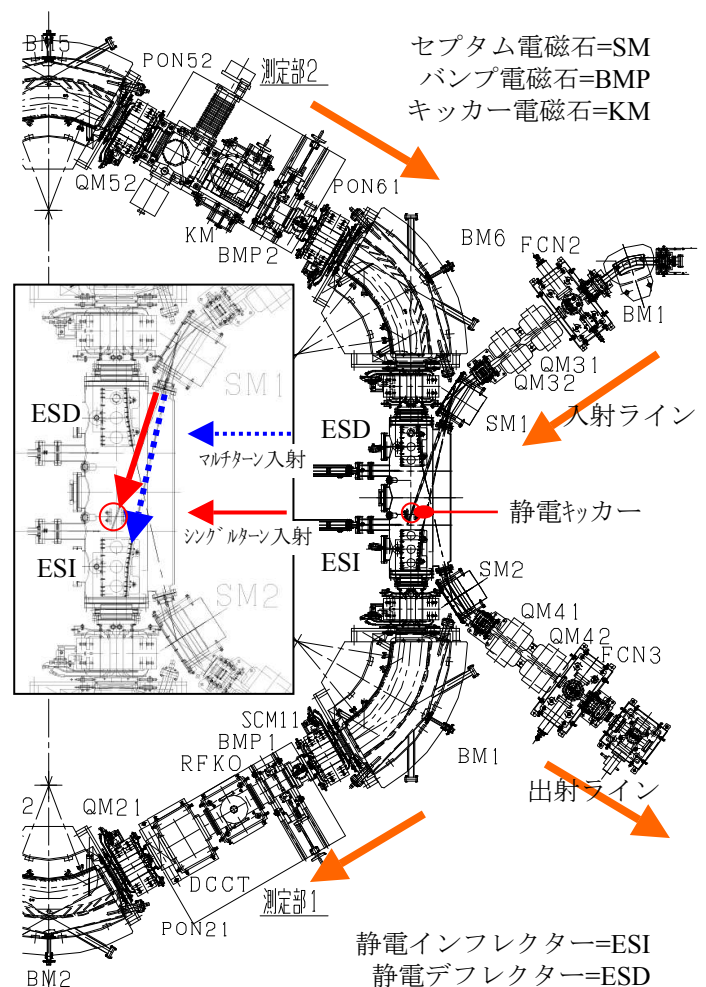 セプタム電磁石=SM
バンプ電磁石=BMP
キッカー電磁石=KM
BM5
PON52
測定部2
QM52
PON61
KM
BMP2
BM6
FCN2
BM1
QM31
QM32
SM1
入射ライン
SM1
ESD
マルチターン入射
ESD
シングルターン入射
静電キッカー
ESI
ESI
SM2
SM2
QM41
QM42
FCN3
SCM11
BMP1
RFKO
BM1
出射ライン
2
QM21
DCCT
PON21
測定部1
BM2
静電インフレクター=ESI
静電デフレクター=ESD